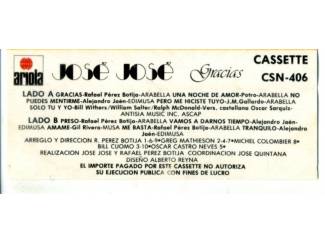 ariola
JOSÉ JOSÉ Gracias
CASSETTE
CSN-406
LADO A GRACIAS-Rafael Pérez Botija-ARABELLA UNA NOCHE DE AMOR-Potro-ARABELLA NO
PUEDES MENTIRME-Alejandro Jaén-EDIMUSA PERO ME HICISTE TUYO-J.M.Gallardo-ARABELLA
SOLO TU Y YO-Bill Withers/William Salter/Ralph McDonald-Vers. castellana Oscar Sarquiz-
ANTISIA MUSIC INC. ASCAP
LADO B PRESO-Rafael Pérez Botija-ARABELLA VAMOS A DARNOS TIEMPO-Alejandro Jaén-
EDIMUSA AMAME-Gil Rivera-MUSA ME BASTA-Rafael Pérez Botija-ARABELLA TRANQUILO-Alejandro
Jaén-EDIMUSA
ARREGLO y DIRECCION R. PEREZ BOTIJA 1-6-9 GREG MATHIESON 2-4-7 MICHEL COLOMBIER 8-
BILL CUOMO 3-10 OSCAR CASTRO NEVES 5
REALIZACION JOSE JOSE y RAFAEL PEREZ BOTIJA COORDINACION JOSE QUINTANA
DISEÑO ALBERTO REYNA
EL IMPORTE PAGADO POR ESTE CASSETTE NO AUTORIZA
SU EJECUCION PUBLICA CON FINES DE LUCRO